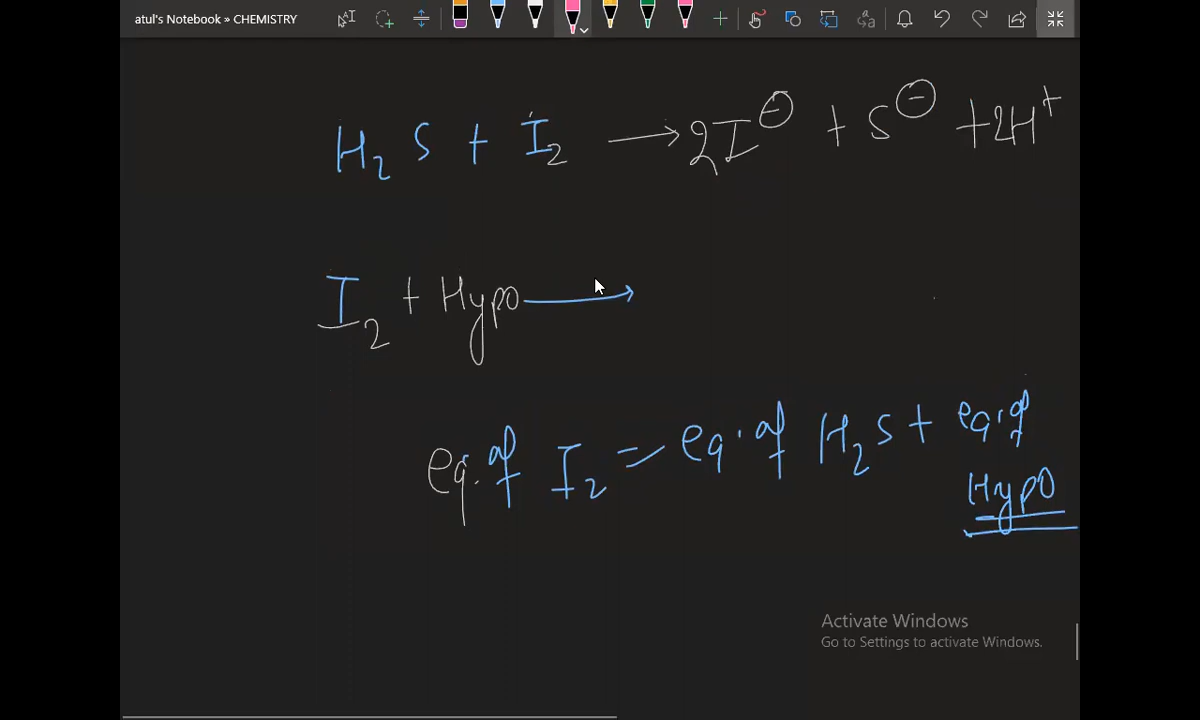 atul's Notebook » CHEMISTRY
H₂S + I₂ → 2I⊖ + S⊖ + 2H⁺
I₂ + Hypo →
eq. of I₂ = eq. of H₂S + eq. of
Hypo
Activate Windows
Go to Settings to activate Windows.